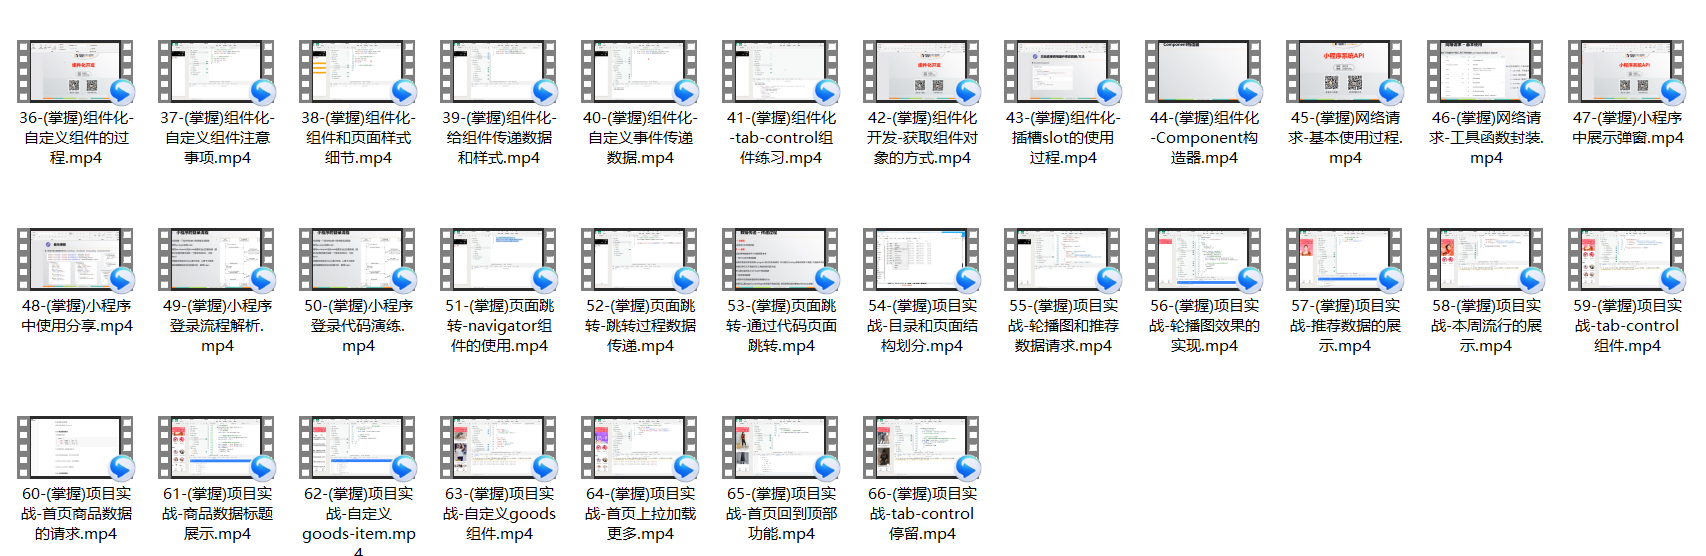 36-(掌握)组件化-
自定义组件的过
程.mp4
37-(掌握)组件化-
自定义组件注意
事项.mp4
38-(掌握)组件化-
组件和页面样式
细节.mp4
39-(掌握)组件化-
给组件传递数据
和样式.mp4
40-(掌握)组件化-
自定义事件传递
数据.mp4
41-(掌握)组件化
-tab-control组
件练习.mp4
42-(掌握)组件化
开发-获取组件对
象的方式.mp4
43-(掌握)组件化-
插槽slot的使用
过程.mp4
44-(掌握)组件化
-Component构
造器.mp4
45-(掌握)网络请
求-基本使用过程.
mp4
46-(掌握)网络请
求-工具函数封装.
mp4
47-(掌握)小程序
中展示弹窗.mp4
48-(掌握)小程序
中使用分享.mp4
49-(掌握)小程序
登录流程解析.
mp4
50-(掌握)小程序
登录代码演练.
mp4
51-(掌握)页面跳
转-navigator组
件的使用.mp4
52-(掌握)页面跳
转-跳转过程数据
传递.mp4
53-(掌握)页面跳
转-通过代码页面
跳转.mp4
54-(掌握)项目实
战-目录和页面结
构划分.mp4
55-(掌握)项目实
战-轮播图和推荐
数据请求.mp4
56-(掌握)项目实
战-轮播图效果的
实现.mp4
57-(掌握)项目实
战-推荐数据的展
示.mp4
58-(掌握)项目实
战-本周流行的展
示.mp4
59-(掌握)项目实
战-tab-control
组件.mp4
60-(掌握)项目实
战-首页商品数据
的请求.mp4
61-(掌握)项目实
战-商品数据标题
展示.mp4
62-(掌握)项目实
战-自定义
goods-item.mp
4
63-(掌握)项目实
战-自定义goods
组件.mp4
64-(掌握)项目实
战-首页上拉加载
更多.mp4
65-(掌握)项目实
战-首页回到顶部
功能.mp4
66-(掌握)项目实
战-tab-control
停留.mp4